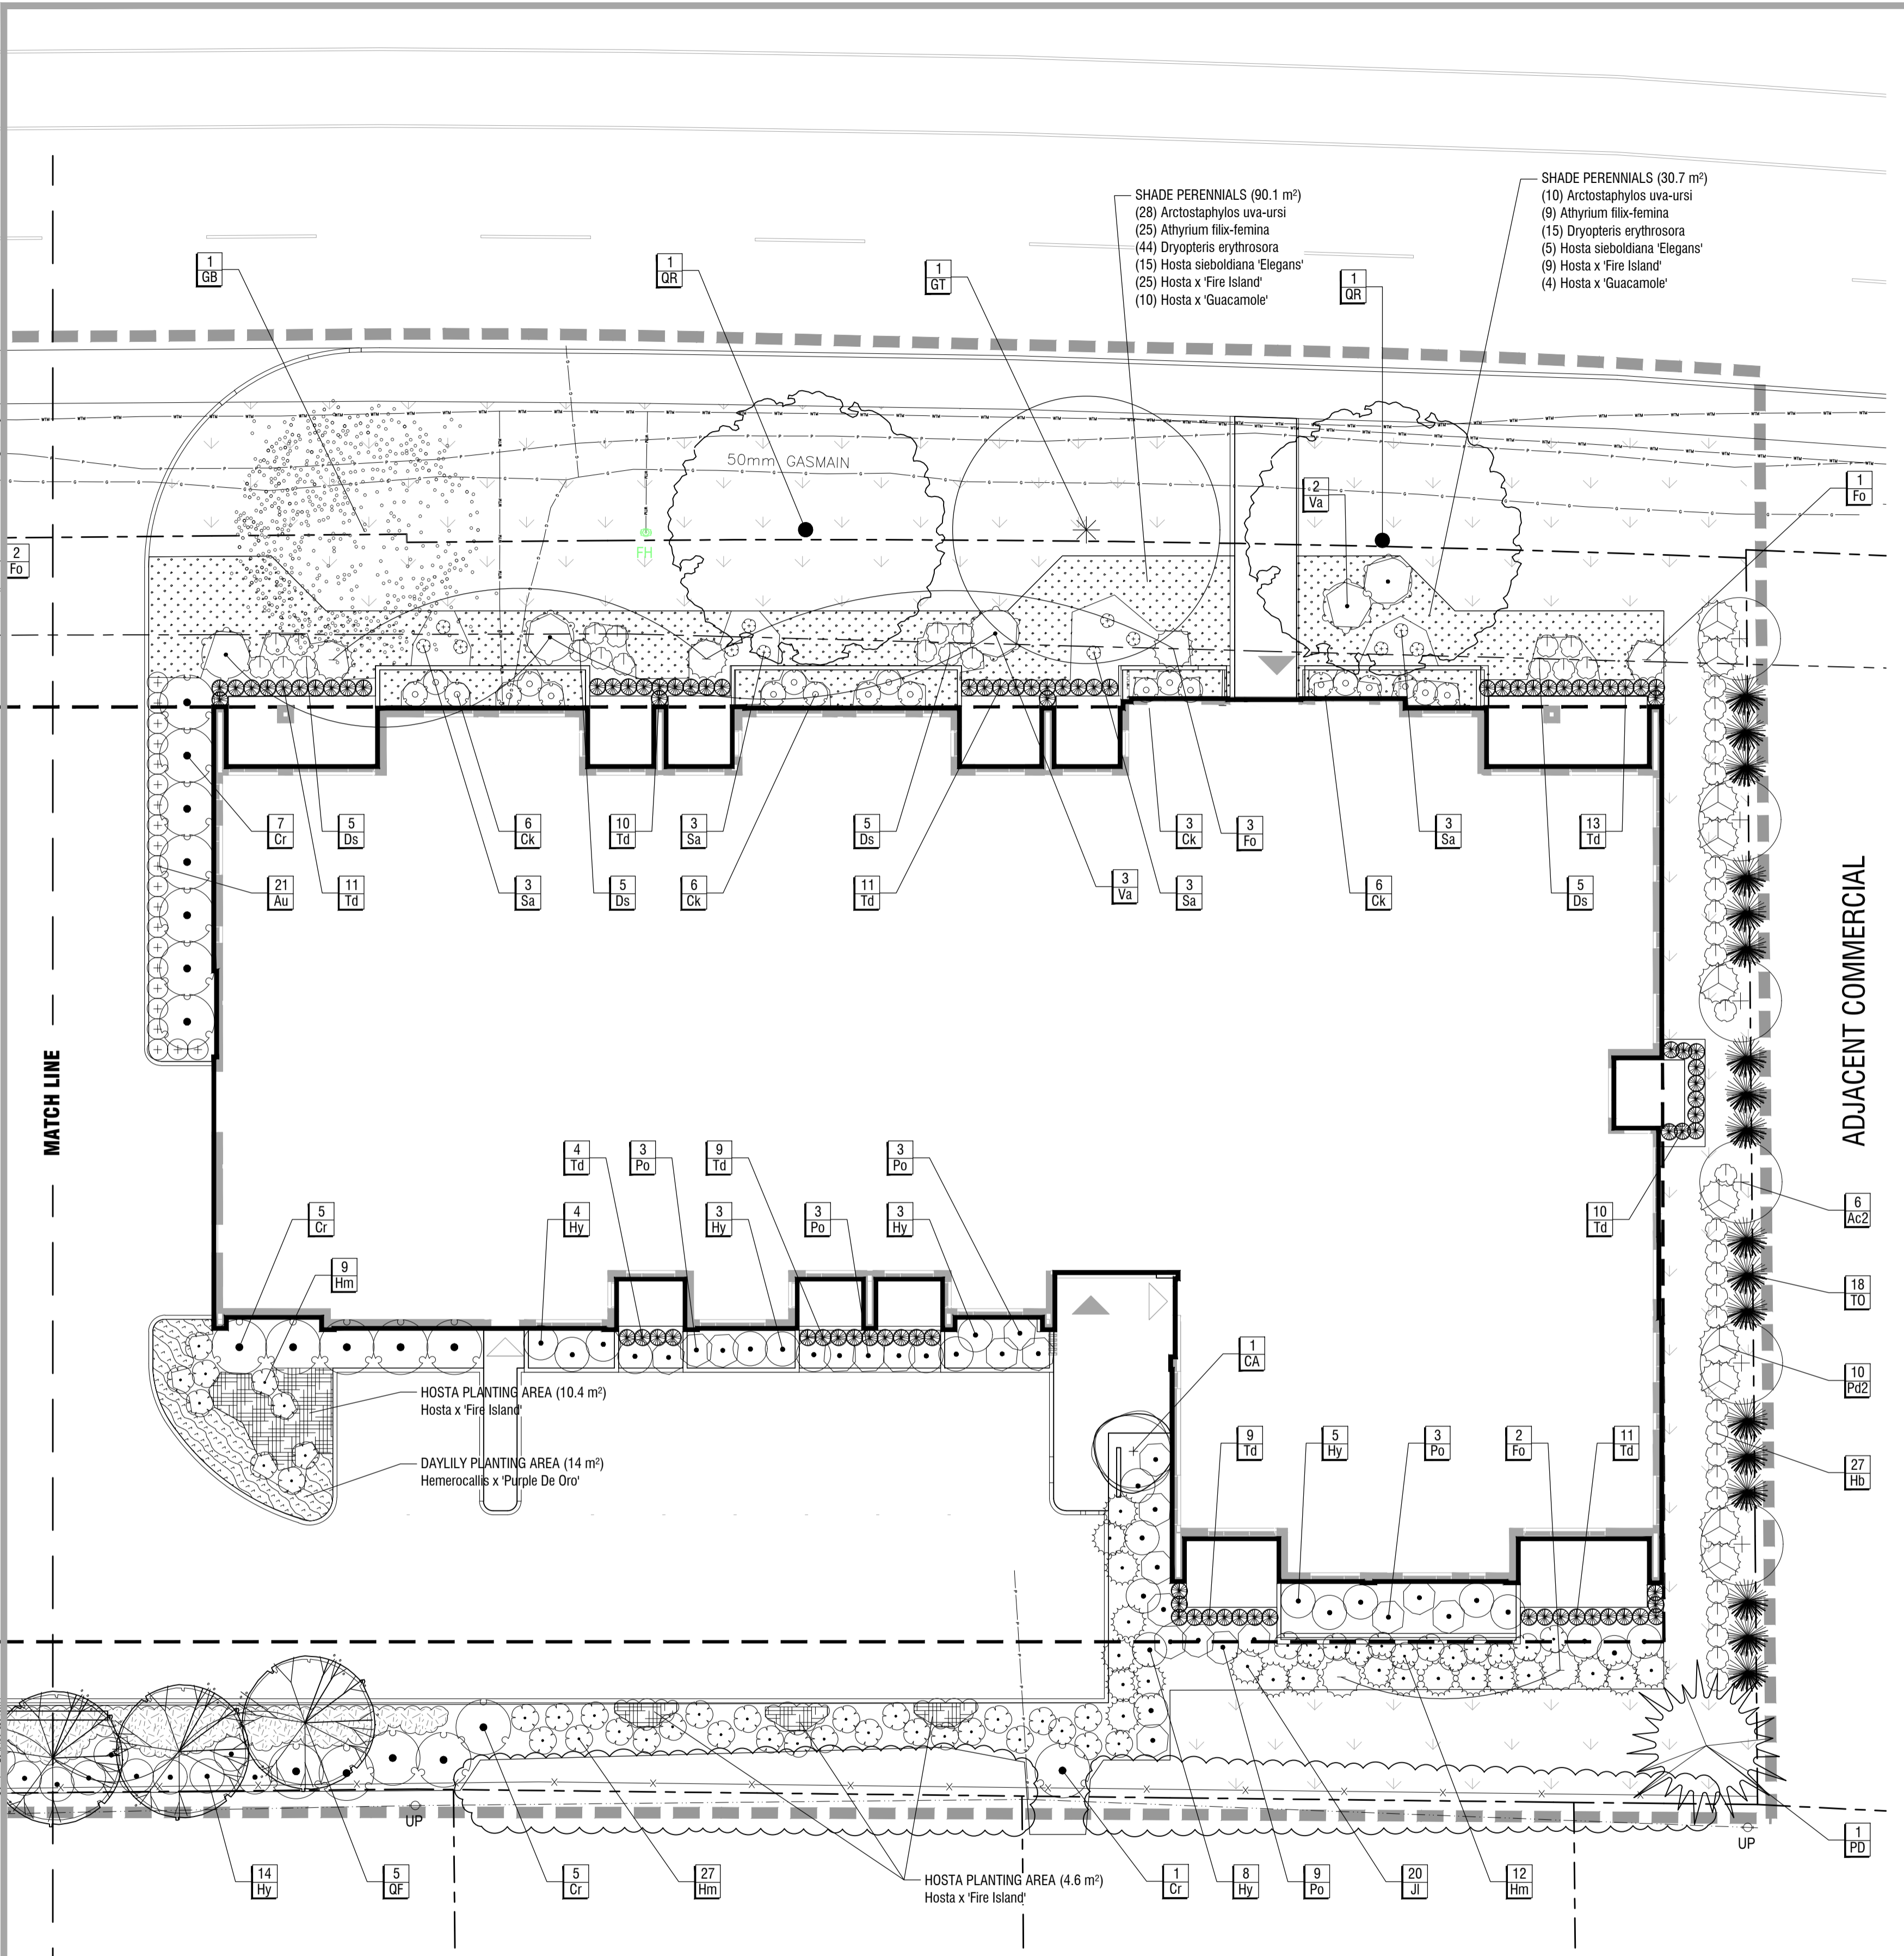 SHADE PERENNIALS (90.1 m²)
(28) Arctostaphylos uva-ursi
(25) Athyrium filix-femina
(44) Dryopteris erythrosora
(15) Hosta sieboldiana 'Elegans'
(25) Hosta x 'Fire Island'
(10) Hosta x 'Guacamole'
SHADE PERENNIALS (30.7 m²)
(10) Arctostaphylos uva-ursi
(9) Athyrium filix-femina
(15) Dryopteris erythrosora
(5) Hosta sieboldiana 'Elegans'
(9) Hosta x 'Fire Island'
(4) Hosta x 'Guacamole'
1
GB
1
QR
1
GT
1
QR
50mm GASMAIN
2
Va
1
Fo
2
Fo
FH
7
Cr
5
Ds
6
Ck
10
Td
3
Sa
5
Ds
3
Ck
3
Fo
3
Sa
13
Td
21
Au
11
Td
3
Sa
5
Ds
6
Ck
11
Td
3
Va
3
Sa
6
Ck
5
Ds
ADJACENT COMMERCIAL
MATCH LINE
4
Td
3
Po
9
Td
3
Po
5
Cr
4
Hy
3
Hy
3
Po
3
Hy
10
Td
6
Ac2
9
Hm
18
TO
1
CA
10
Pd2
HOSTA PLANTING AREA (10.4 m²)
Hosta x 'Fire Island'
9
Td
5
Hy
3
Po
2
Fo
11
Td
DAYLILY PLANTING AREA (14 m²)
Hemerocallis x 'Purple De Oro'
27
Hb
UP
UP
1
PD
14
Hy
5
QF
5
Cr
27
Hm
HOSTA PLANTING AREA (4.6 m²)
Hosta x 'Fire Island'
1
Cr
8
Hy
9
Po
20
JI
12
Hm